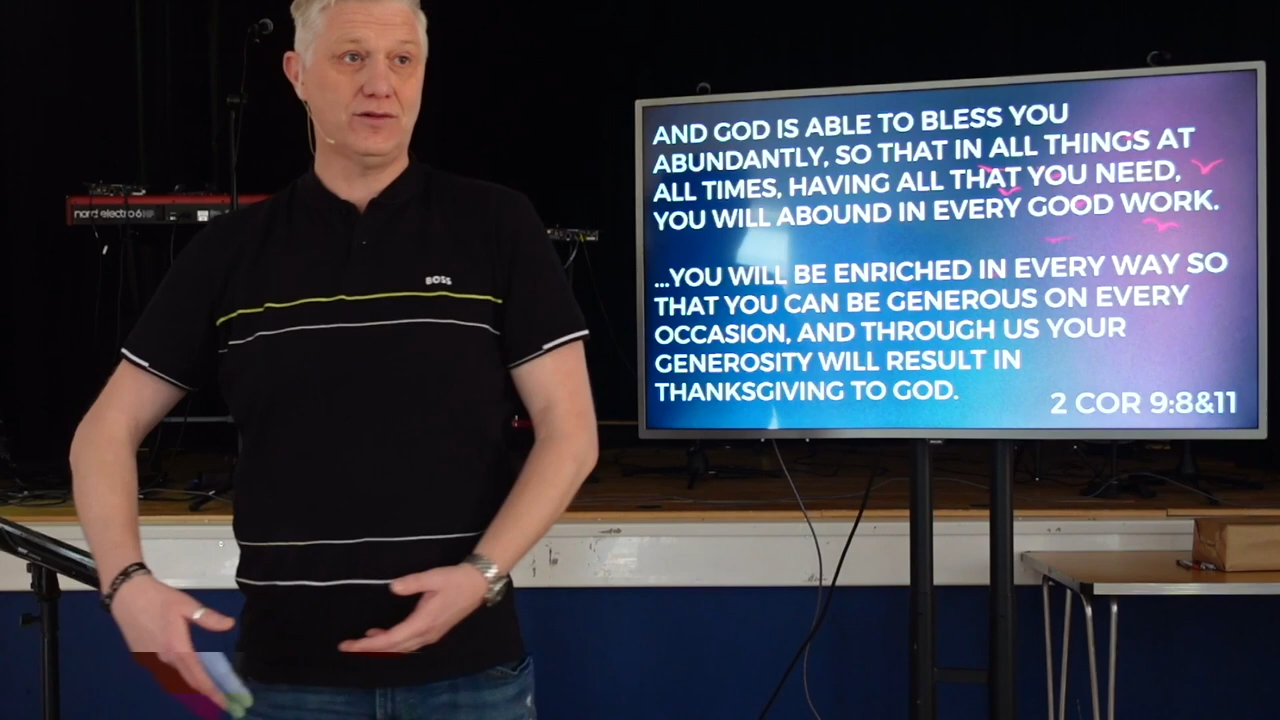 AND GOD IS ABLE TO BLESS YOU
ABUNDANTLY, SO THAT IN ALL THINGS AT
ALL TIMES, HAVING ALL THAT YOU NEED,
YOU WILL ABOUND IN EVERY GOOD WORK.
...YOU WILL BE ENRICHED IN EVERY WAY SO
THAT YOU CAN BE GENEROUS ON EVERY
OCCASION, AND THROUGH US YOUR
GENEROSITY WILL RESULT IN
THANKSGIVING TO GOD.
2 COR 9:8&11
nord electro 6
BOSS